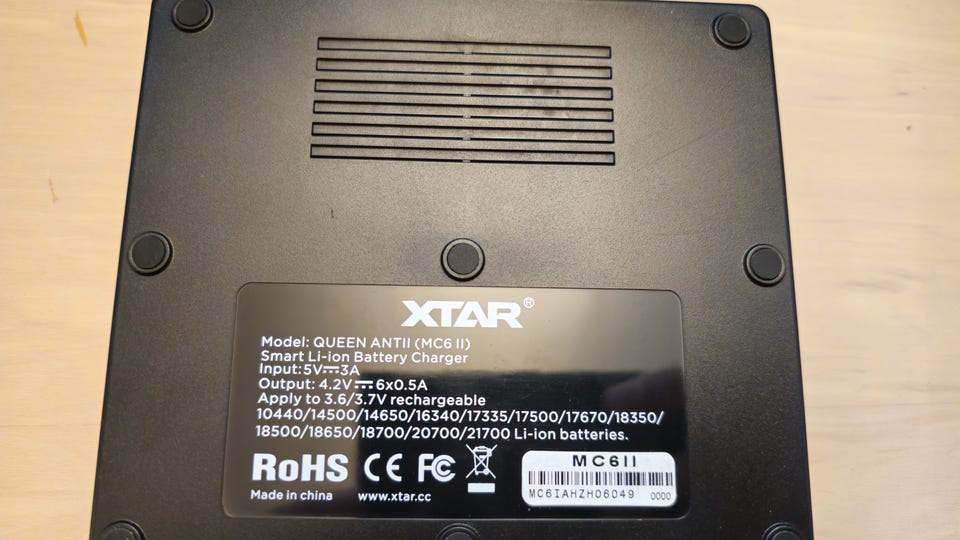 XTAR®
Model: QUEEN ANTII (MC6 II)
Smart Li-ion Battery Charger
Input: 5V⎓3A
Output: 4.2V⎓6x0.5A
Apply to 3.6/3.7V rechargeable
10440/14500/14650/16340/17335/17500/17670/18350/
18500/18650/18700/20700/21700 Li-ion batteries.
RoHS CE FC
MC6II
MC6IAHZH06049 0000
Made in china www.xtar.cc